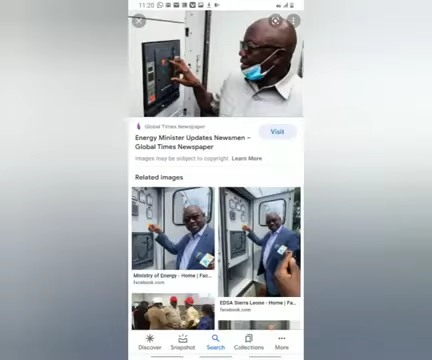 11:20
Global Times Newspaper
Energy Minister Updates Newsmen –
Global Times Newspaper
Visit
Images may be subject to copyright. Learn More
Related images
Ministry of Energy - Home | Fac...
facebook.com
EDSA Sierra Leone - Home | Fa...
facebook.com
Discover
Snapshot
Search
Collections
More